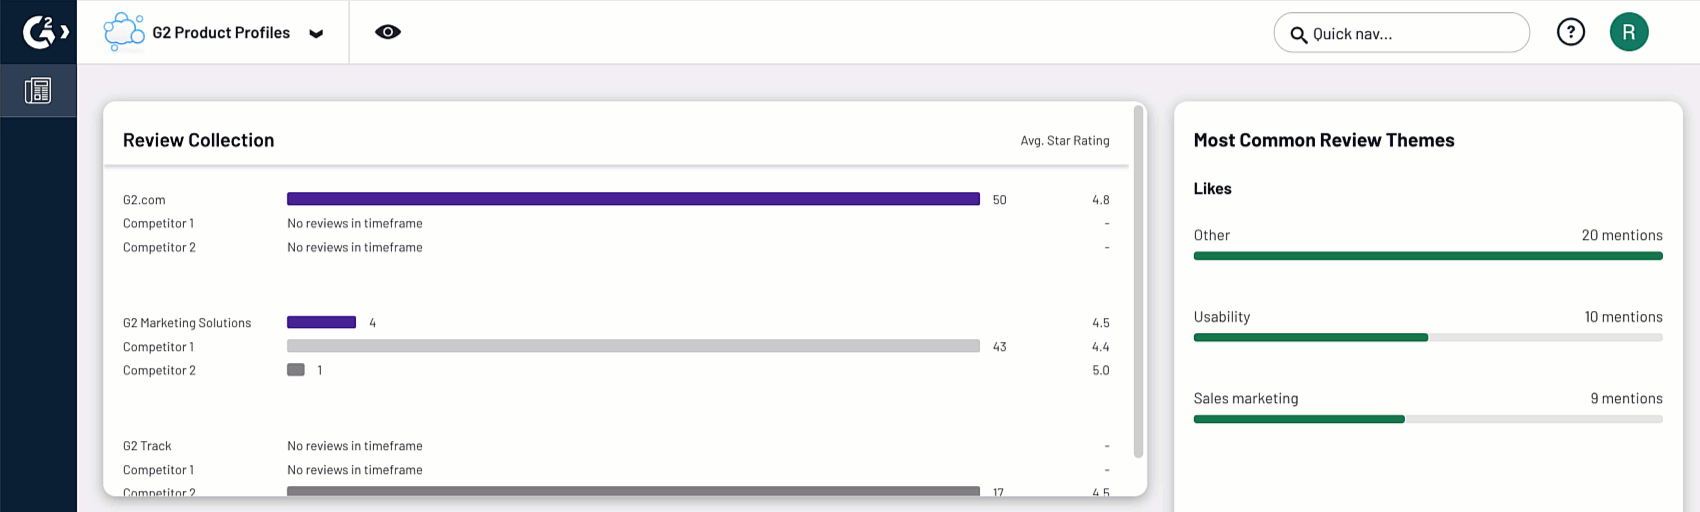 G2 Product Profiles
Quick nav...
?
R
Review Collection
Avg. Star Rating
G2.com 50 4.8
Competitor 1 No reviews in timeframe -
Competitor 2 No reviews in timeframe -
G2 Marketing Solutions 4 4.5
Competitor 1 43 4.4
Competitor 2 1 5.0
G2 Track No reviews in timeframe -
Competitor 1 No reviews in timeframe -
Competitor 2 17 4.5
Most Common Review Themes
Likes
Other 20 mentions
Usability 10 mentions
Sales marketing 9 mentions